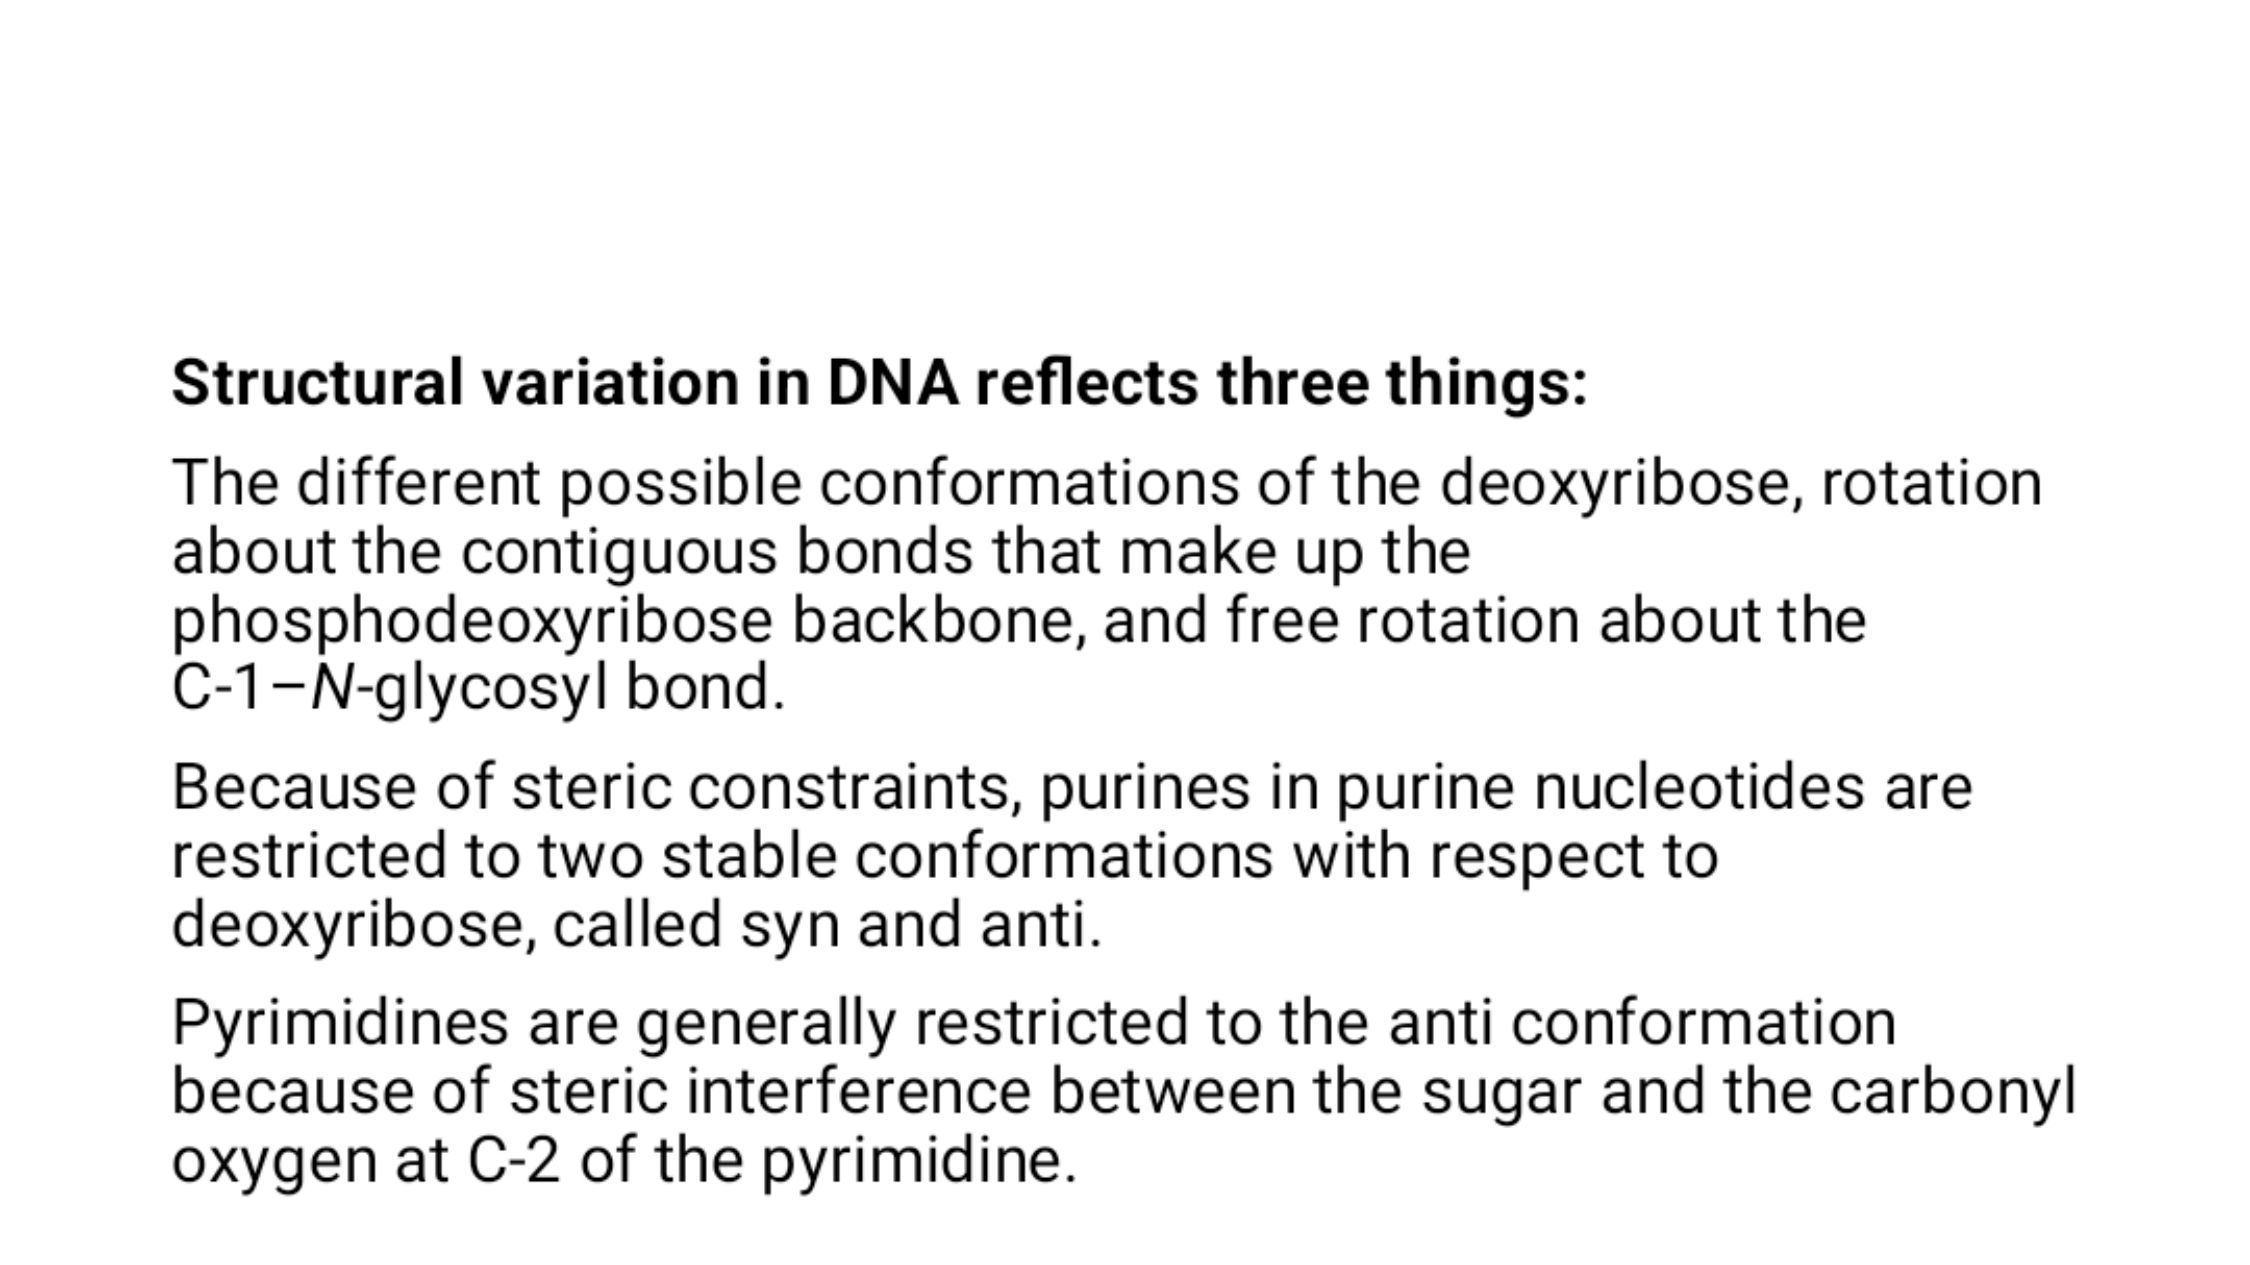 Structural variation in DNA reflects three things:
The different possible conformations of the deoxyribose, rotation
about the contiguous bonds that make up the
phosphodeoxyribose backbone, and free rotation about the
C-1–N-glycosyl bond.
Because of steric constraints, purines in purine nucleotides are
restricted to two stable conformations with respect to
deoxyribose, called syn and anti.
Pyrimidines are generally restricted to the anti conformation
because of steric interference between the sugar and the carbonyl
oxygen at C-2 of the pyrimidine.